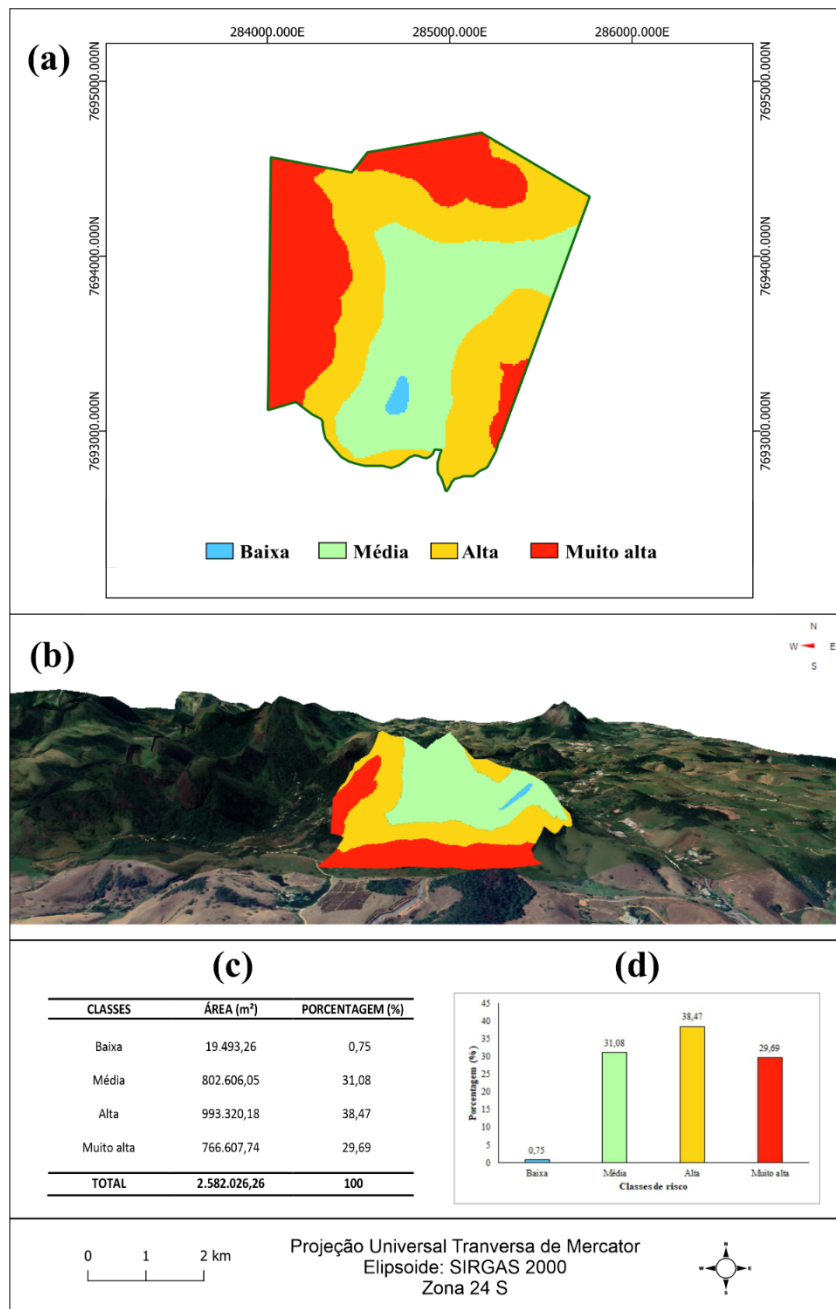 284000.000E 285000.000E 286000.000E
(a)
7695000.000N 7695000.000N
7694000.000N 7694000.000N
7693000.000N 7693000.000N
Baixa Média Alta Muito alta
(b)
N
W E
S
(c)
CLASSES ÁREA (m²) PORCENTAGEM (%)
Baixa 19.493,26 0,75
Média 802.606,05 31,08
Alta 993.320,18 38,47
Muito alta 766.607,74 29,69
TOTAL 2.582.026,26 100
(d)
Porcentagem (%)
45
40
35
30
25
20
15
10
5
0
0,75
31,08
38,47
29,69
Baixa Média Alta Muito alta
Classes de risco
0 1 2 km
Projeção Universal Tranversa de Mercator
Elipsoide: SIRGAS 2000
Zona 24 S
N
W E
S